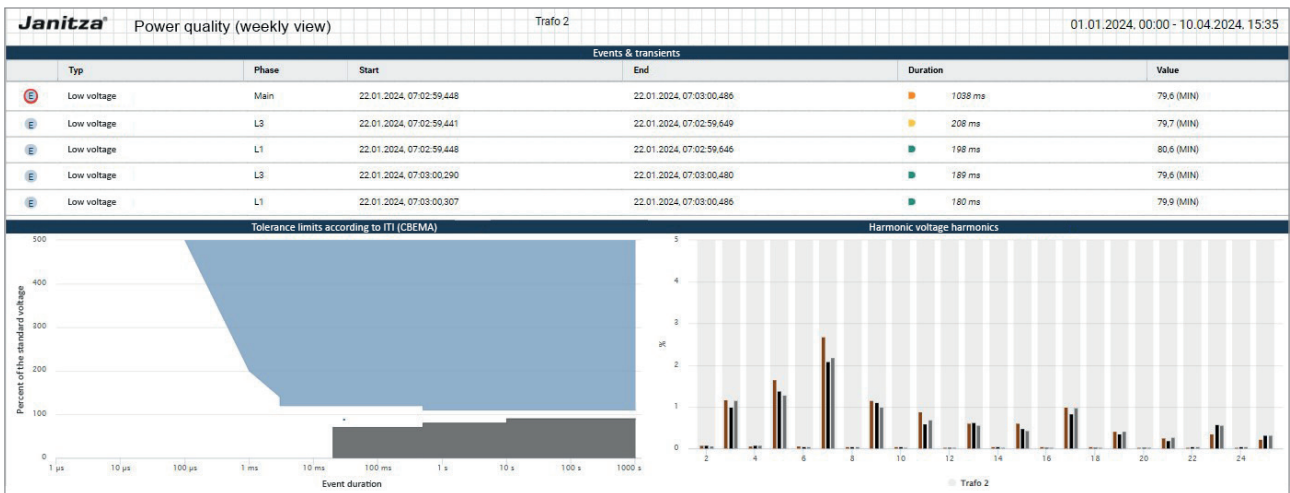 Janitza® Power quality (weekly view) Trafo 2 01.01.2024, 00:00 - 10.04.2024, 15:35
Events & transients
Typ Phase Start End Duration Value
E Low voltage Main 22.01.2024, 07:02:59,448 22.01.2024, 07:03:00,486 1038 ms 79,6 (MIN)
E Low voltage L3 22.01.2024, 07:02:59,441 22.01.2024, 07:02:59,649 208 ms 79,7 (MIN)
E Low voltage L1 22.01.2024, 07:02:59,448 22.01.2024, 07:02:59,646 198 ms 80,6 (MIN)
E Low voltage L3 22.01.2024, 07:03:00,290 22.01.2024, 07:03:00,480 189 ms 79,6 (MIN)
E Low voltage L1 22.01.2024, 07:03:00,307 22.01.2024, 07:03:00,486 180 ms 79,9 (MIN)
Tolerance limits according to ITI (CBEMA)
500
400
300
200
100
0
Percent of the standard voltage
1 µs 10 µs 100 µs 1 ms 10 ms 100 ms 1 s 10 s 100 s 1000 s
Event duration
Harmonic voltage harmonics
5
4
3
2
1
0
%
2 4 6 8 10 12 14 16 18 20 22 24
Trafo 2